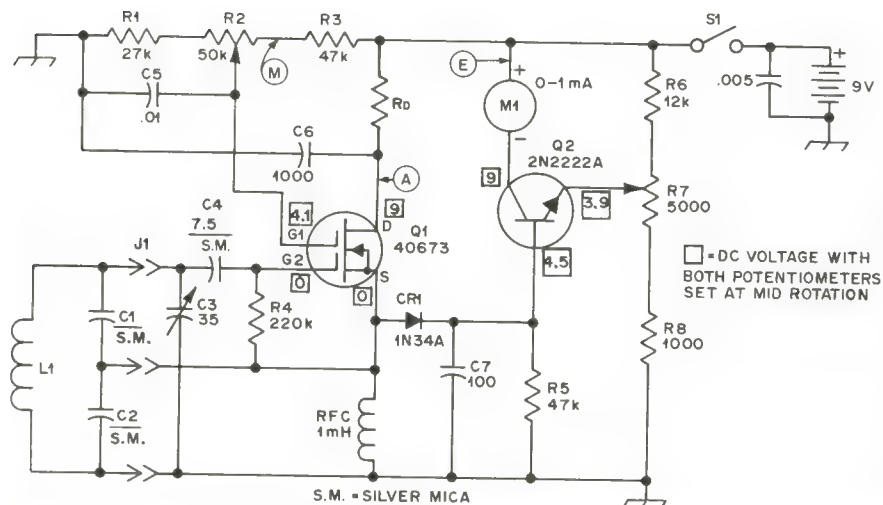 R1
27k
R2
50k
R3
47k
S1
M
E
+
0-1mA
M1
-
C5
.01
C6
1000
RD
A
R6
12k
.005
+
9V
Q2
2N2222A
9
3.9
4.5
R7
5000
=DC VOLTAGE WITH
BOTH POTENTIOMETERS
SET AT MID ROTATION
C4
7.5
S.M.
4.1
G1
9
D
Q1
40673
G2
0
0
S
J1
C1
S.M.
C3
35
R4
220k
CR1
1N34A
L1
C2
S.M.
RFC
1mH
C7
100
R5
47k
R8
1000
S.M. = SILVER MICA